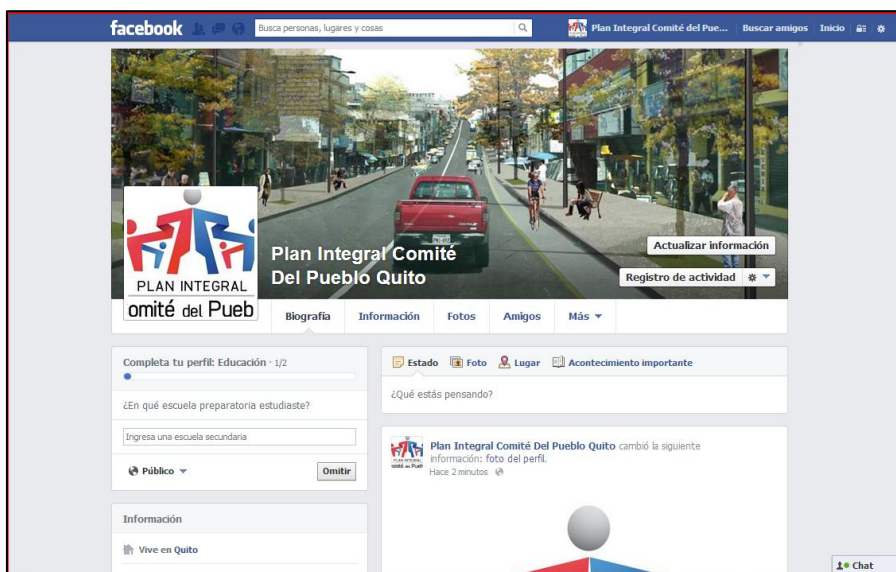 facebook
Busca personas, lugares y cosas
Plan Integral Comité del Pue...
Buscar amigos
Inicio
Plan Integral Comité
Del Pueblo Quito
Actualizar información
Registro de actividad
PLAN INTEGRAL
omité del Pueb
Biografía
Información
Fotos
Amigos
Más
Completa tu perfil: Educación · 1/2
¿En qué escuela preparatoria estudiaste?
Ingresa una escuela secundaria
Público
Omitir
Información
Vive en Quito
Estado
Foto
Lugar
Acontecimiento importante
¿Qué estás pensando?
Plan Integral Comité Del Pueblo Quito cambió la siguiente
información: foto del perfil.
Hace 2 minutos
Chat